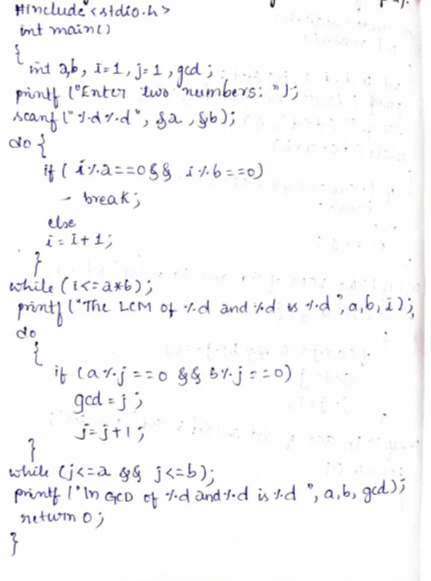 #include <stdio.h>
int main()
{
int a,b, i=1, j=1, gcd;
printf ("Enter two numbers: ");
scanf ("%d%d", &a, &b);
do {
if ( i%a==0 && i%b==0)
- break;
else
i = i+1;
}
while (i<=a*b);
printf ("The LCM of %d and %d is %d", a,b, i);
do
{
if (a%j ==0 && b%j ==0)
gcd = j;
j=j+1;
}
while (j<=a && j<=b);
printf ("\n GCD of %d and %d is %d ", a, b, gcd);
return 0;
}